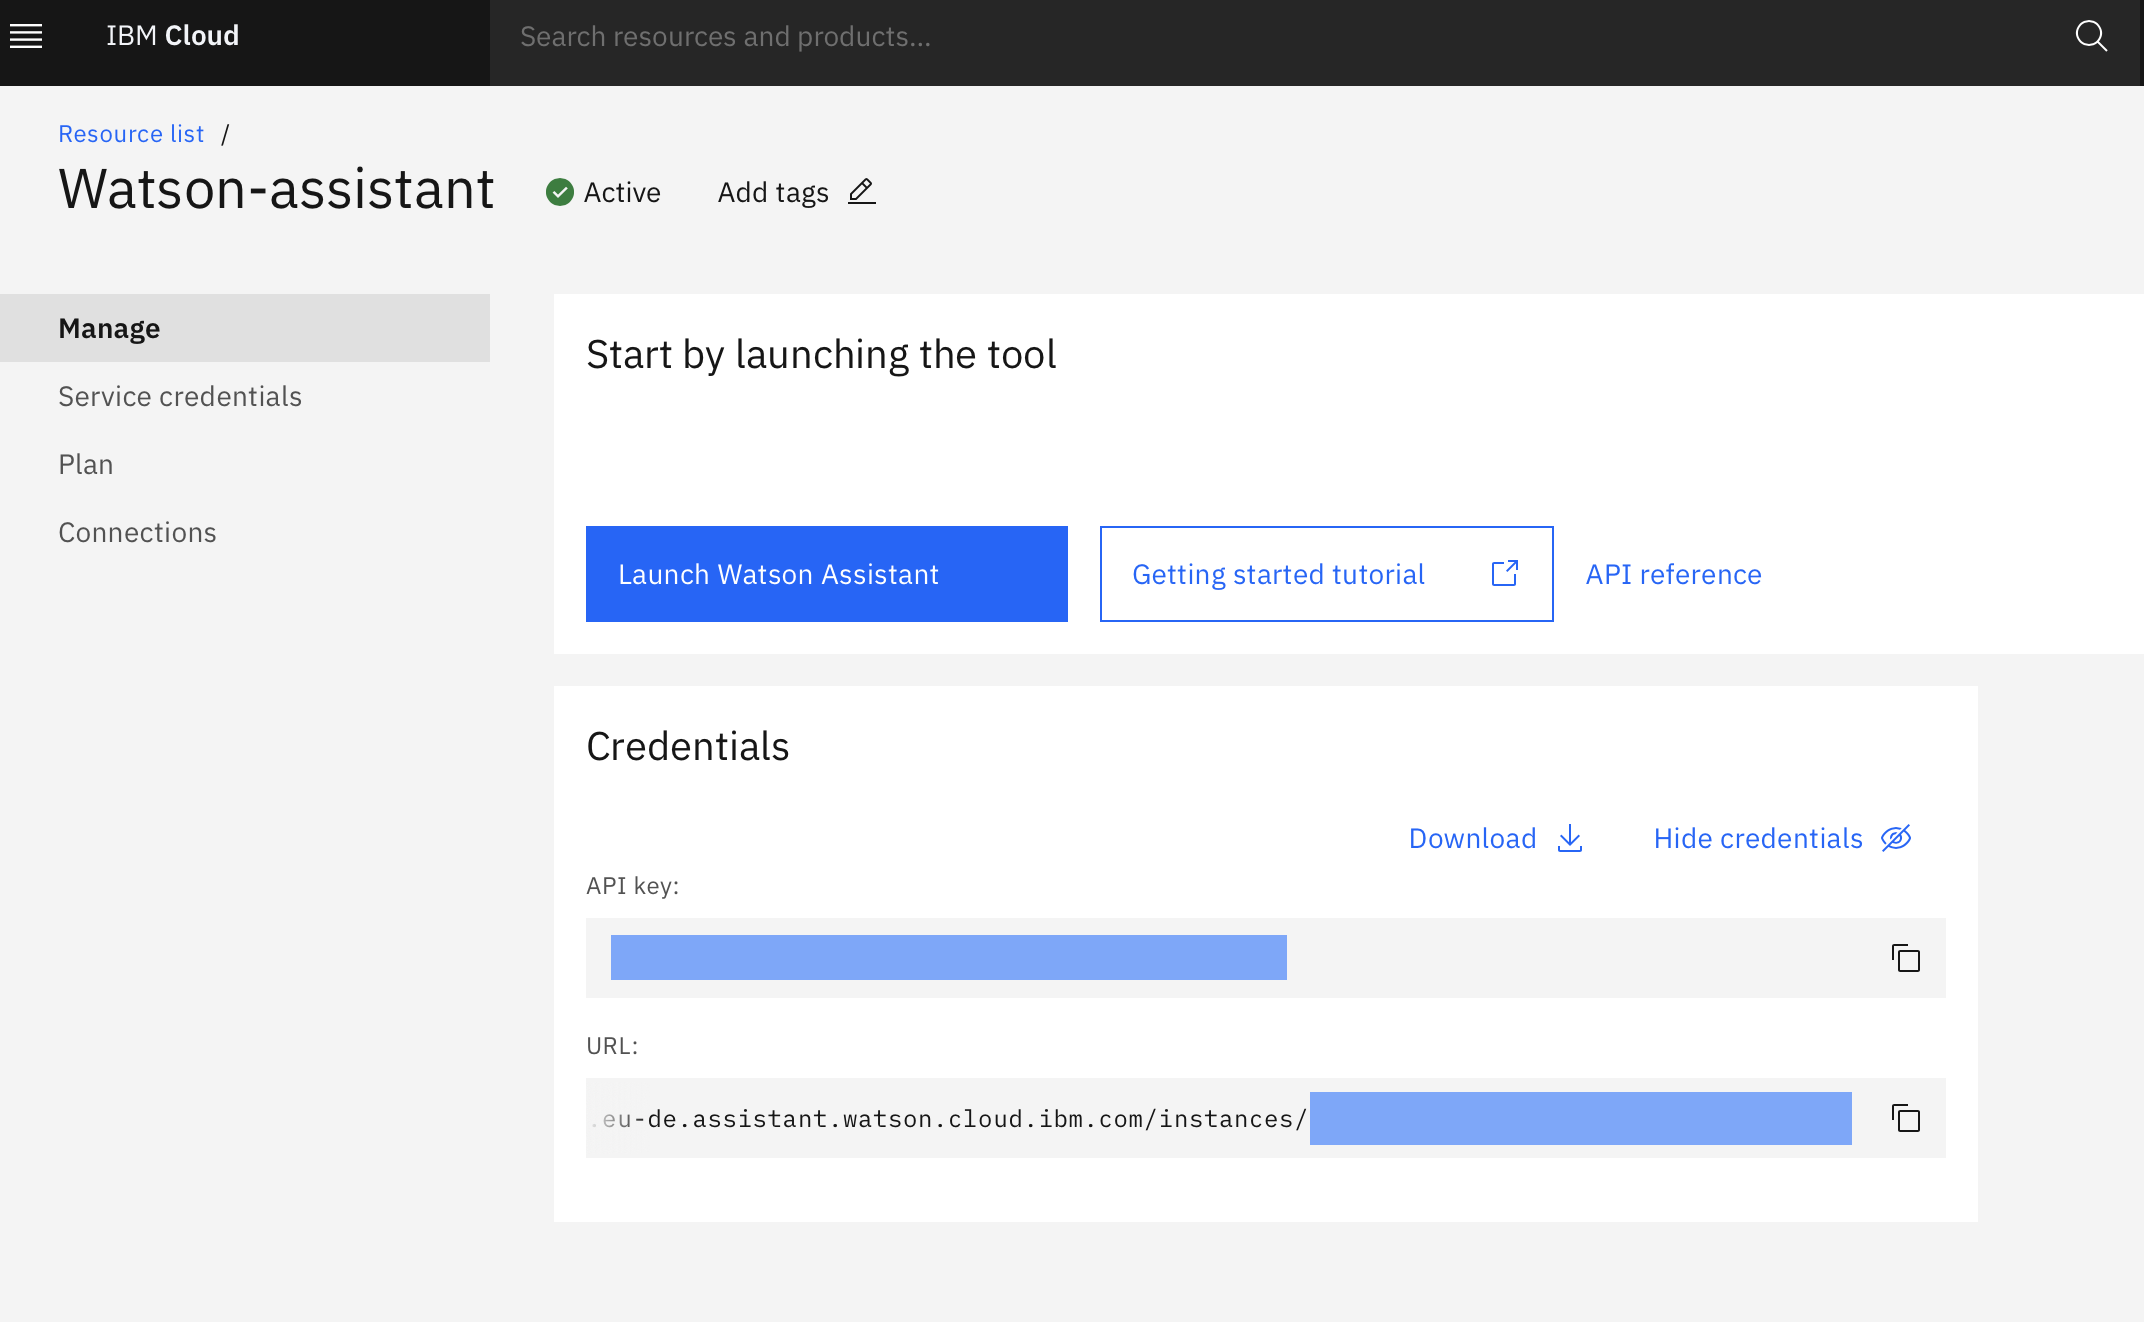 IBM Cloud
Search resources and products...
Resource list /
Watson-assistant
Active
Add tags
Manage
Service credentials
Plan
Connections
Start by launching the tool
Launch Watson Assistant
Getting started tutorial
API reference
Credentials
Download
Hide credentials
API key:
URL:
.eu-de.assistant.watson.cloud.ibm.com/instances/